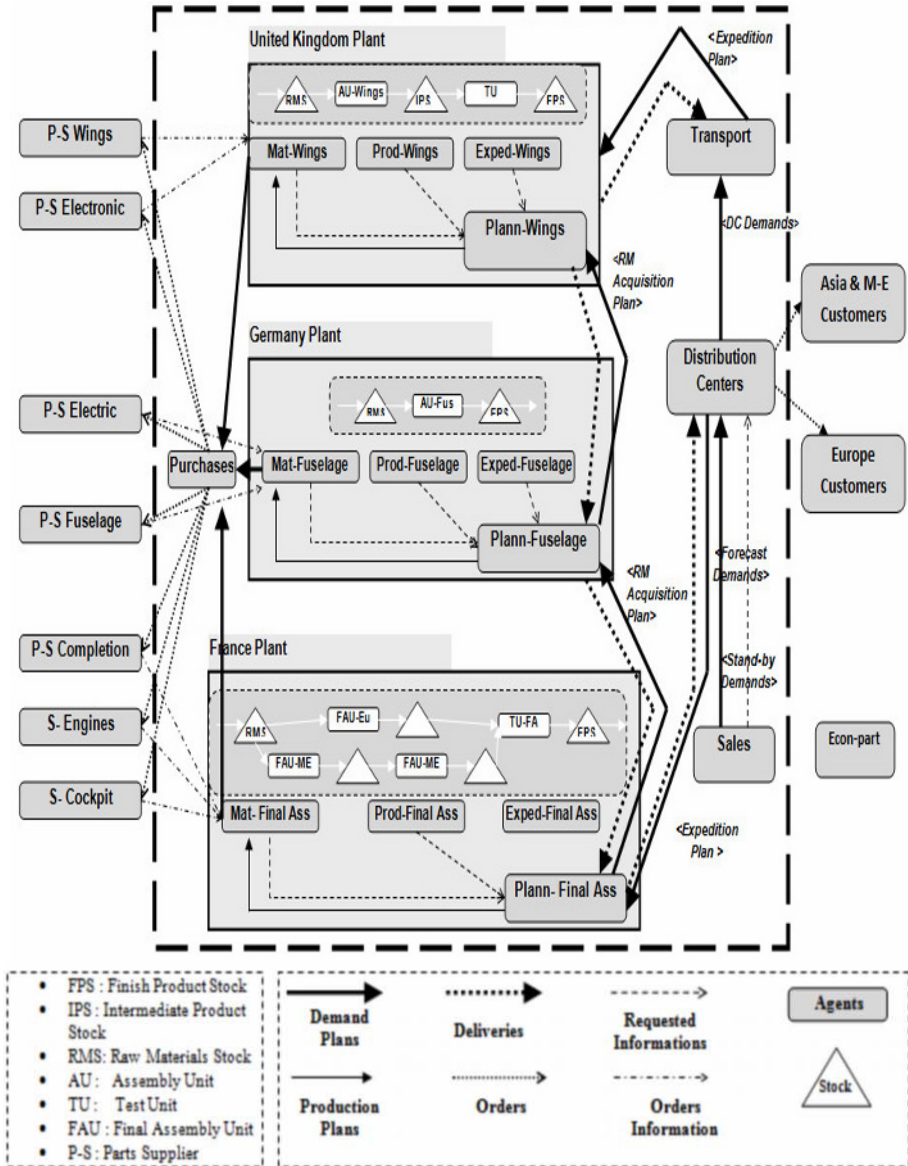 United Kingdom Plant
RMS
AU-Wings
IPS
TU
FPS
Mat-Wings
Prod-Wings
Exped-Wings
Plann-Wings
P-S Wings
P-S Electronic
<Expedition
Plan>
Transport
<DC Demands>
<RM
Acquisition
Plan>
Asia & M-E
Customers
Germany Plant
RMS
AU-Fus
FPS
Distribution
Centers
P-S Electric
Purchases
Mat-Fuselage
Prod-Fuselage
Exped-Fuselage
Europe
Customers
P-S Fuselage
Plann-Fuselage
<RM
Acquisition
Plan>
<Forecast
Demands>
P-S Completion
France Plant
<Stand-by
Demands>
RMS
FAU-Eu
TU-FA
FPS
FAU-ME
FAU-ME
S- Engines
Sales
Econ-part
S- Cockpit
Mat- Final Ass
Prod-Final Ass
Exped-Final Ass
<Expedition
Plan >
Plann- Final Ass
• FPS : Finish Product Stock
• IPS : Intermediate Product
Stock
• RMS: Raw Materials Stock
• AU : Assembly Unit
• TU : Test Unit
• FAU : Final Assembly Unit
• P-S : Parts Supplier
Demand
Plans
Deliveries
Requested
Informations
Agents
Production
Plans
Orders
Orders
Information
Stock